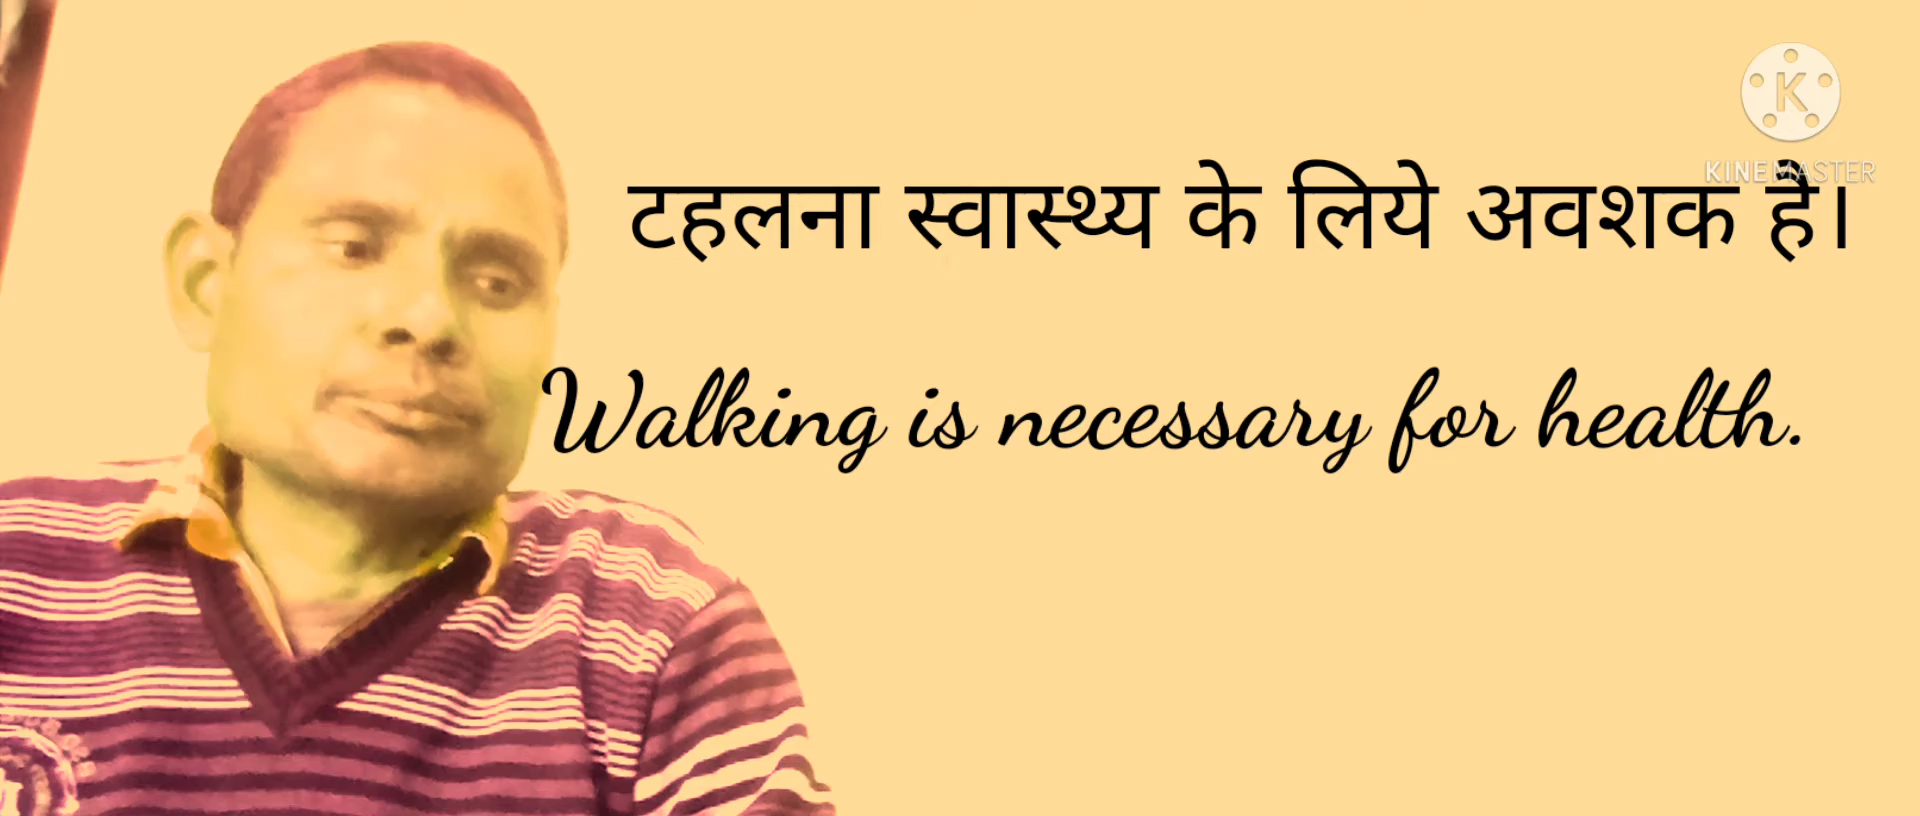 K
KINEMASTER
टहलना स्वास्थ्य के लिये अवशक है।
Walking is necessary for health.